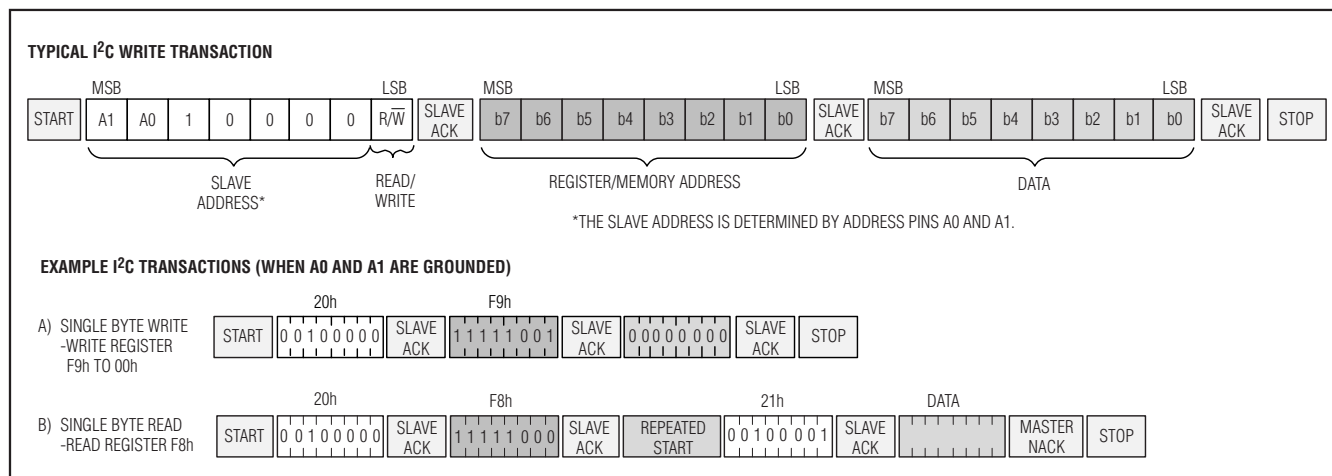 TYPICAL I²C WRITE TRANSACTION
MSB LSB MSB LSB MSB LSB
START A1 A0 1 0 0 0 0 R/W̅ SLAVE ACK b7 b6 b5 b4 b3 b2 b1 b0 SLAVE ACK b7 b6 b5 b4 b3 b2 b1 b0 SLAVE ACK STOP
SLAVE ADDRESS*
READ/WRITE
REGISTER/MEMORY ADDRESS
DATA
*THE SLAVE ADDRESS IS DETERMINED BY ADDRESS PINS A0 AND A1.
EXAMPLE I²C TRANSACTIONS (WHEN A0 AND A1 ARE GROUNDED)
20h F9h
A) SINGLE BYTE WRITE
-WRITE REGISTER
F9h TO 00h
START 0 0 1 0 0 0 0 0 SLAVE ACK 1 1 1 1 1 0 0 1 SLAVE ACK 0 0 0 0 0 0 0 0 SLAVE ACK STOP
20h F8h 21h DATA
B) SINGLE BYTE READ
-READ REGISTER F8h
START 0 0 1 0 0 0 0 0 SLAVE ACK 1 1 1 1 1 0 0 0 SLAVE ACK REPEATED START 0 0 1 0 0 0 0 1 SLAVE ACK MASTER NACK STOP